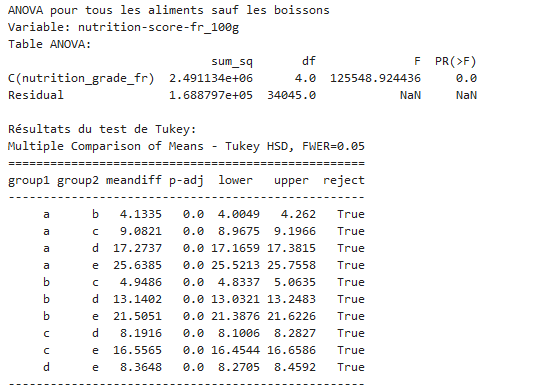 ANOVA pour tous les aliments sauf les boissons
Variable: nutrition-score-fr_100g
Table ANOVA:
sum_sq df F PR(>F)
C(nutrition_grade_fr) 2.491134e+06 4.0 125548.924436 0.0
Residual 1.688797e+05 34045.0 NaN NaN
Résultats du test de Tukey:
Multiple Comparison of Means - Tukey HSD, FWER=0.05
====================================================
group1 group2 meandiff p-adj lower upper reject
----------------------------------------------------
a b 4.1335 0.0 4.0049 4.262 True
a c 9.0821 0.0 8.9675 9.1966 True
a d 17.2737 0.0 17.1659 17.3815 True
a e 25.6385 0.0 25.5213 25.7558 True
b c 4.9486 0.0 4.8337 5.0635 True
b d 13.1402 0.0 13.0321 13.2483 True
b e 21.5051 0.0 21.3876 21.6226 True
c d 8.1916 0.0 8.1006 8.2827 True
c e 16.5565 0.0 16.4544 16.6586 True
d e 8.3648 0.0 8.2705 8.4592 True
----------------------------------------------------